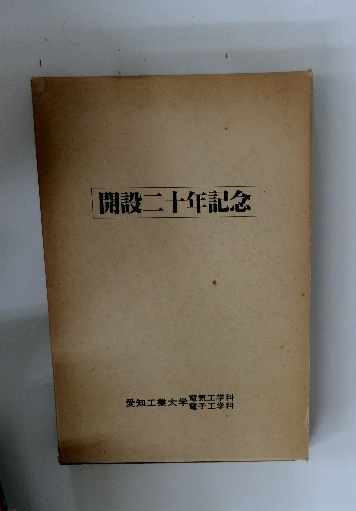 開設二十年記念
愛知工業大学 電気工学科
電子工学科